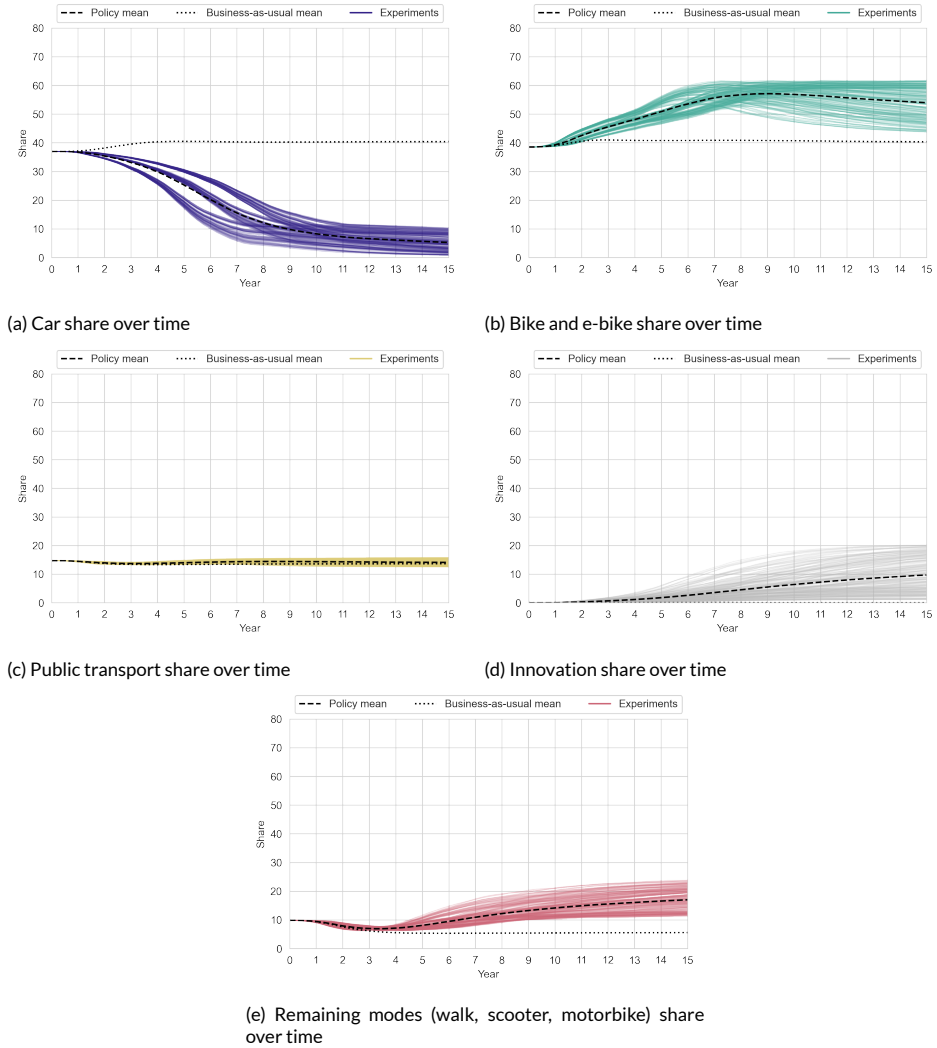 Policy mean Business-as-usual mean Experiments
80
70
60
50
40
30
20
10
0
Share
0 1 2 3 4 5 6 7 8 9 10 11 12 13 14 15
Year
(a) Car share over time
Policy mean Business-as-usual mean Experiments
80
70
60
50
40
30
20
10
0
Share
0 1 2 3 4 5 6 7 8 9 10 11 12 13 14 15
Year
(b) Bike and e-bike share over time
Policy mean Business-as-usual mean Experiments
80
70
60
50
40
30
20
10
0
Share
0 1 2 3 4 5 6 7 8 9 10 11 12 13 14 15
Year
(c) Public transport share over time
Policy mean Business-as-usual mean Experiments
80
70
60
50
40
30
20
10
0
Share
0 1 2 3 4 5 6 7 8 9 10 11 12 13 14 15
Year
(d) Innovation share over time
Policy mean Business-as-usual mean Experiments
80
70
60
50
40
30
20
10
0
Share
0 1 2 3 4 5 6 7 8 9 10 11 12 13 14 15
Year
(e) Remaining modes (walk, scooter, motorbike) share
over time